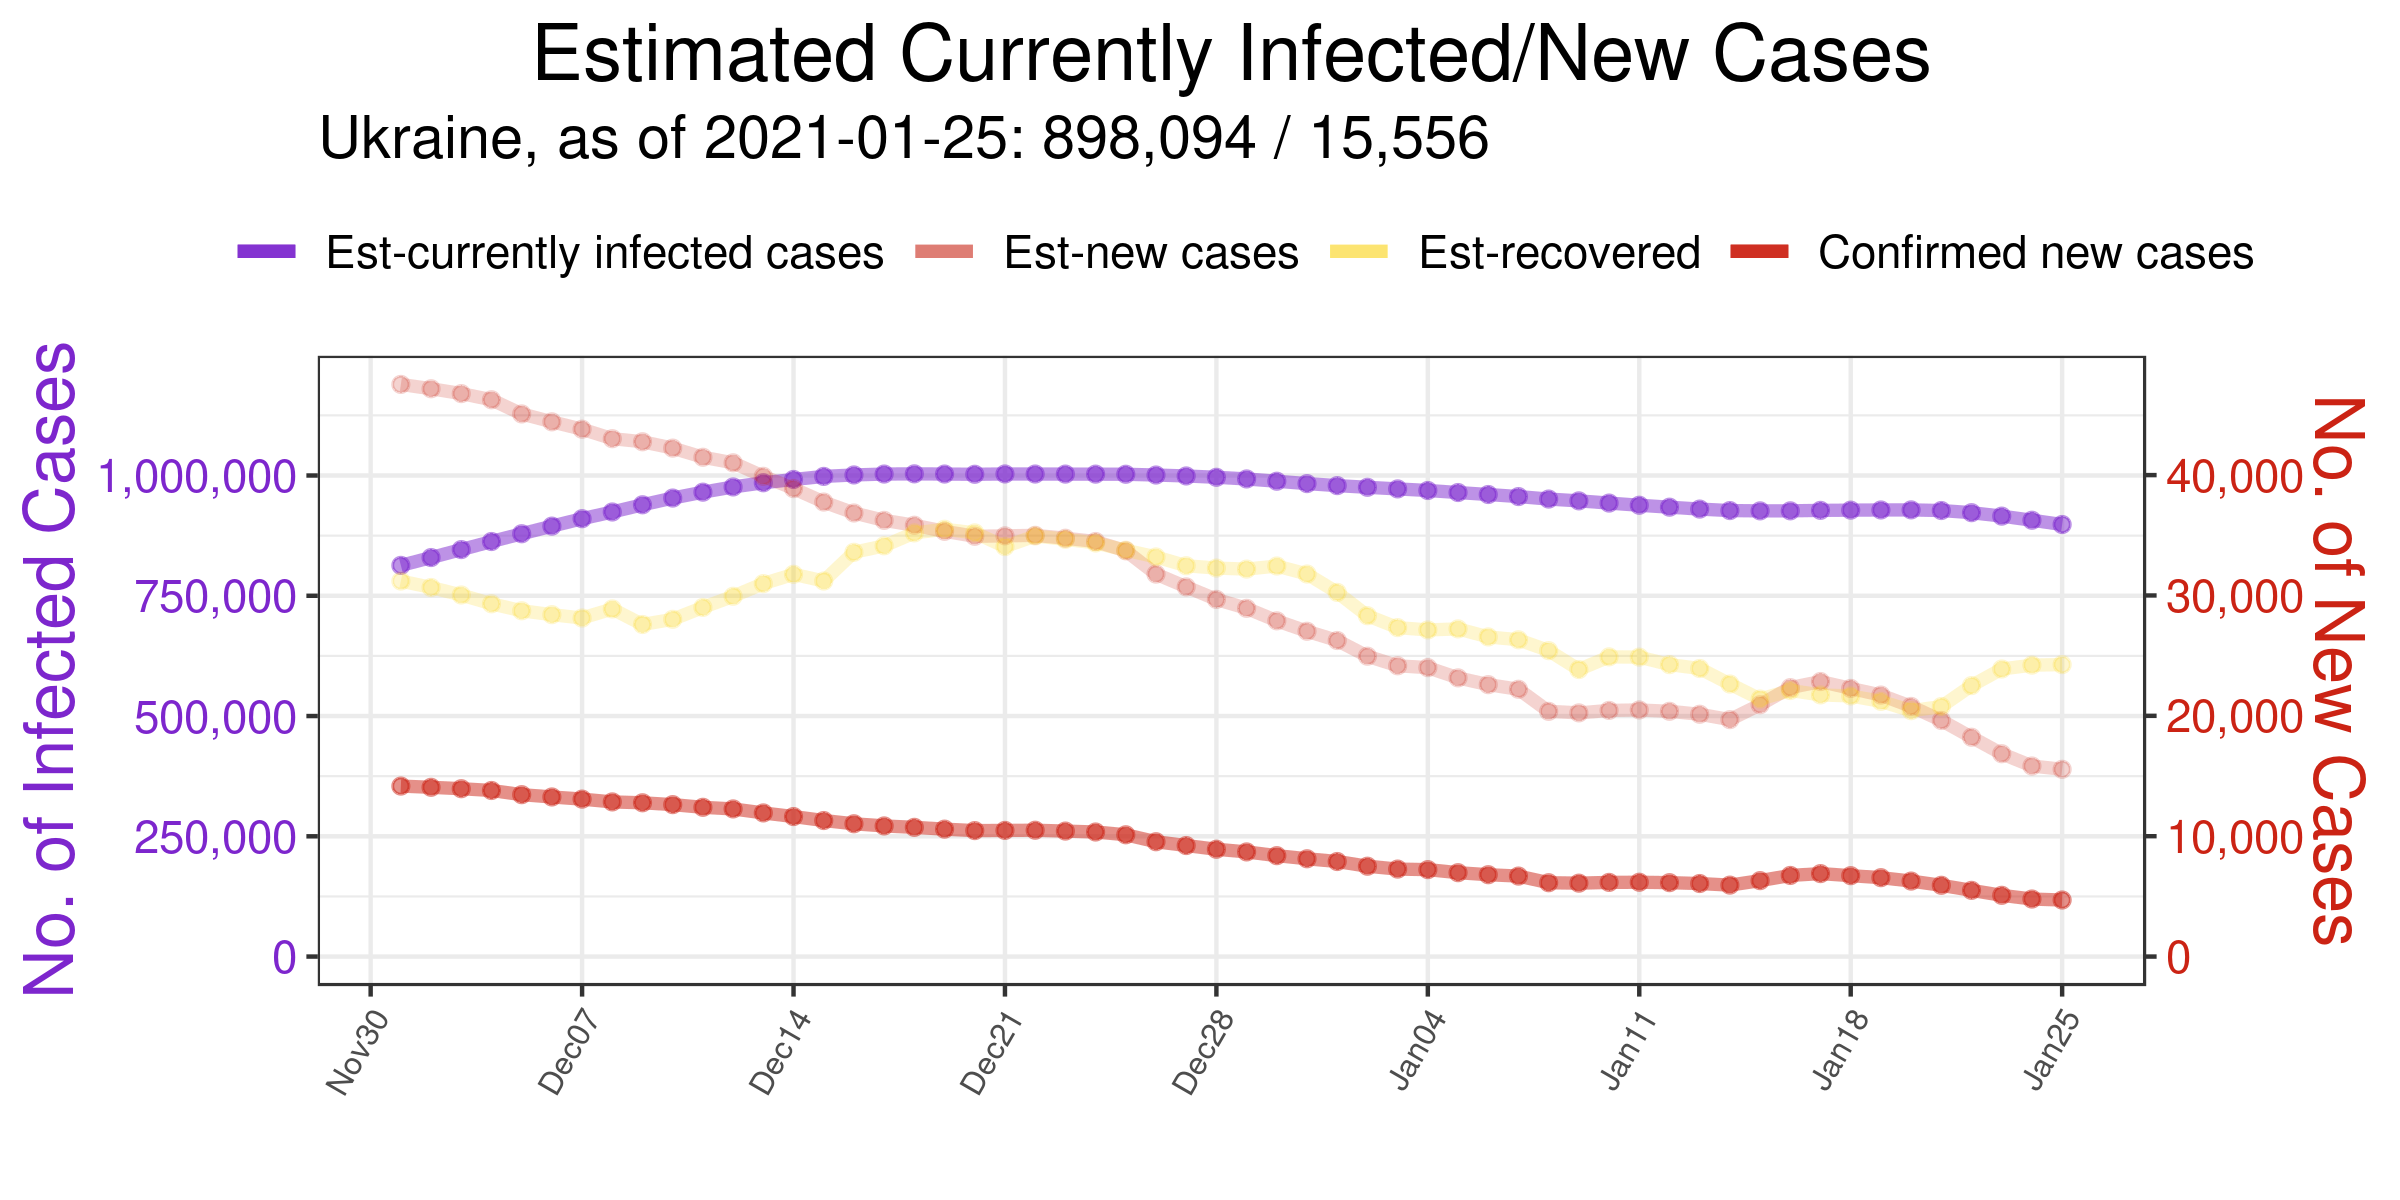 Estimated Currently Infected/New Cases
Ukraine, as of 2021-01-25: 898,094 / 15,556
Est-currently infected cases Est-new cases Est-recovered Confirmed new cases
No. of Infected Cases
1,000,000
750,000
500,000
250,000
0
40,000
30,000
20,000
10,000
0
No. of New Cases
Nov30 Dec07 Dec14 Dec21 Dec28 Jan04 Jan11 Jan18 Jan25